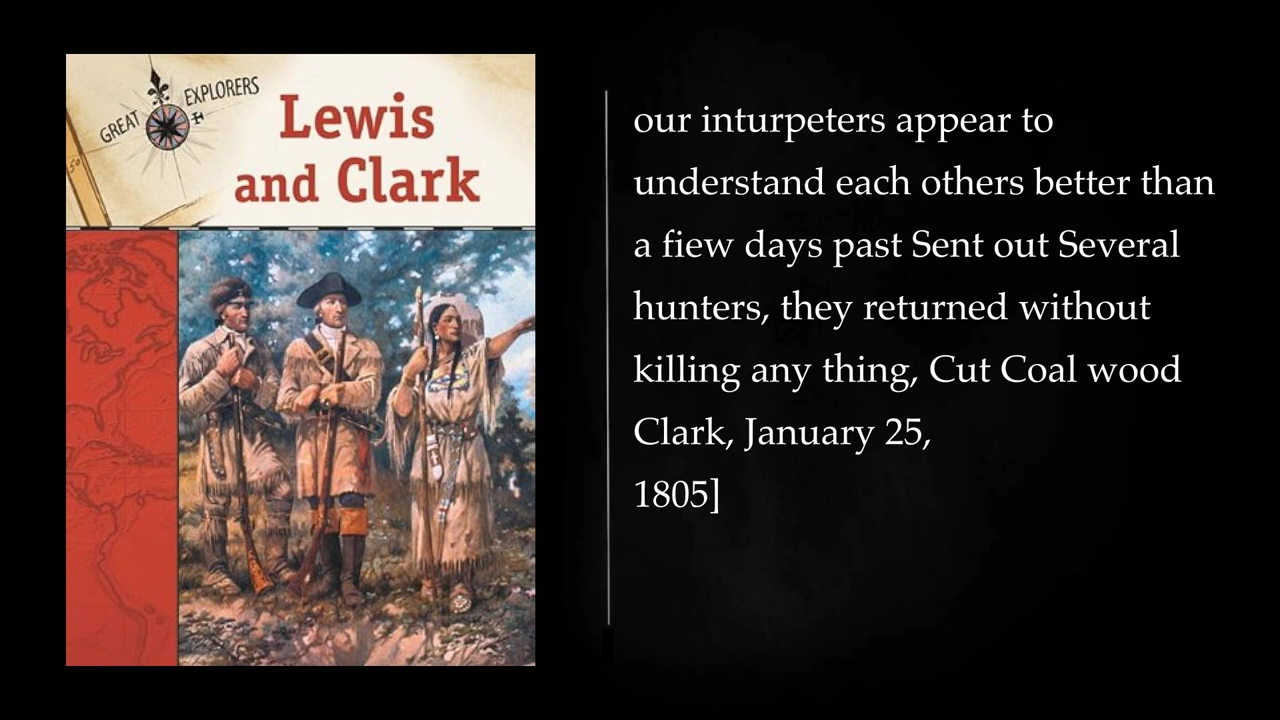 GREAT EXPLORERS
Lewis
and Clark
50
our inturpeters appear to
understand each others better than
a fiew days past Sent out Several
hunters, they returned without
killing any thing, Cut Coal wood
Clark, January 25,
1805]